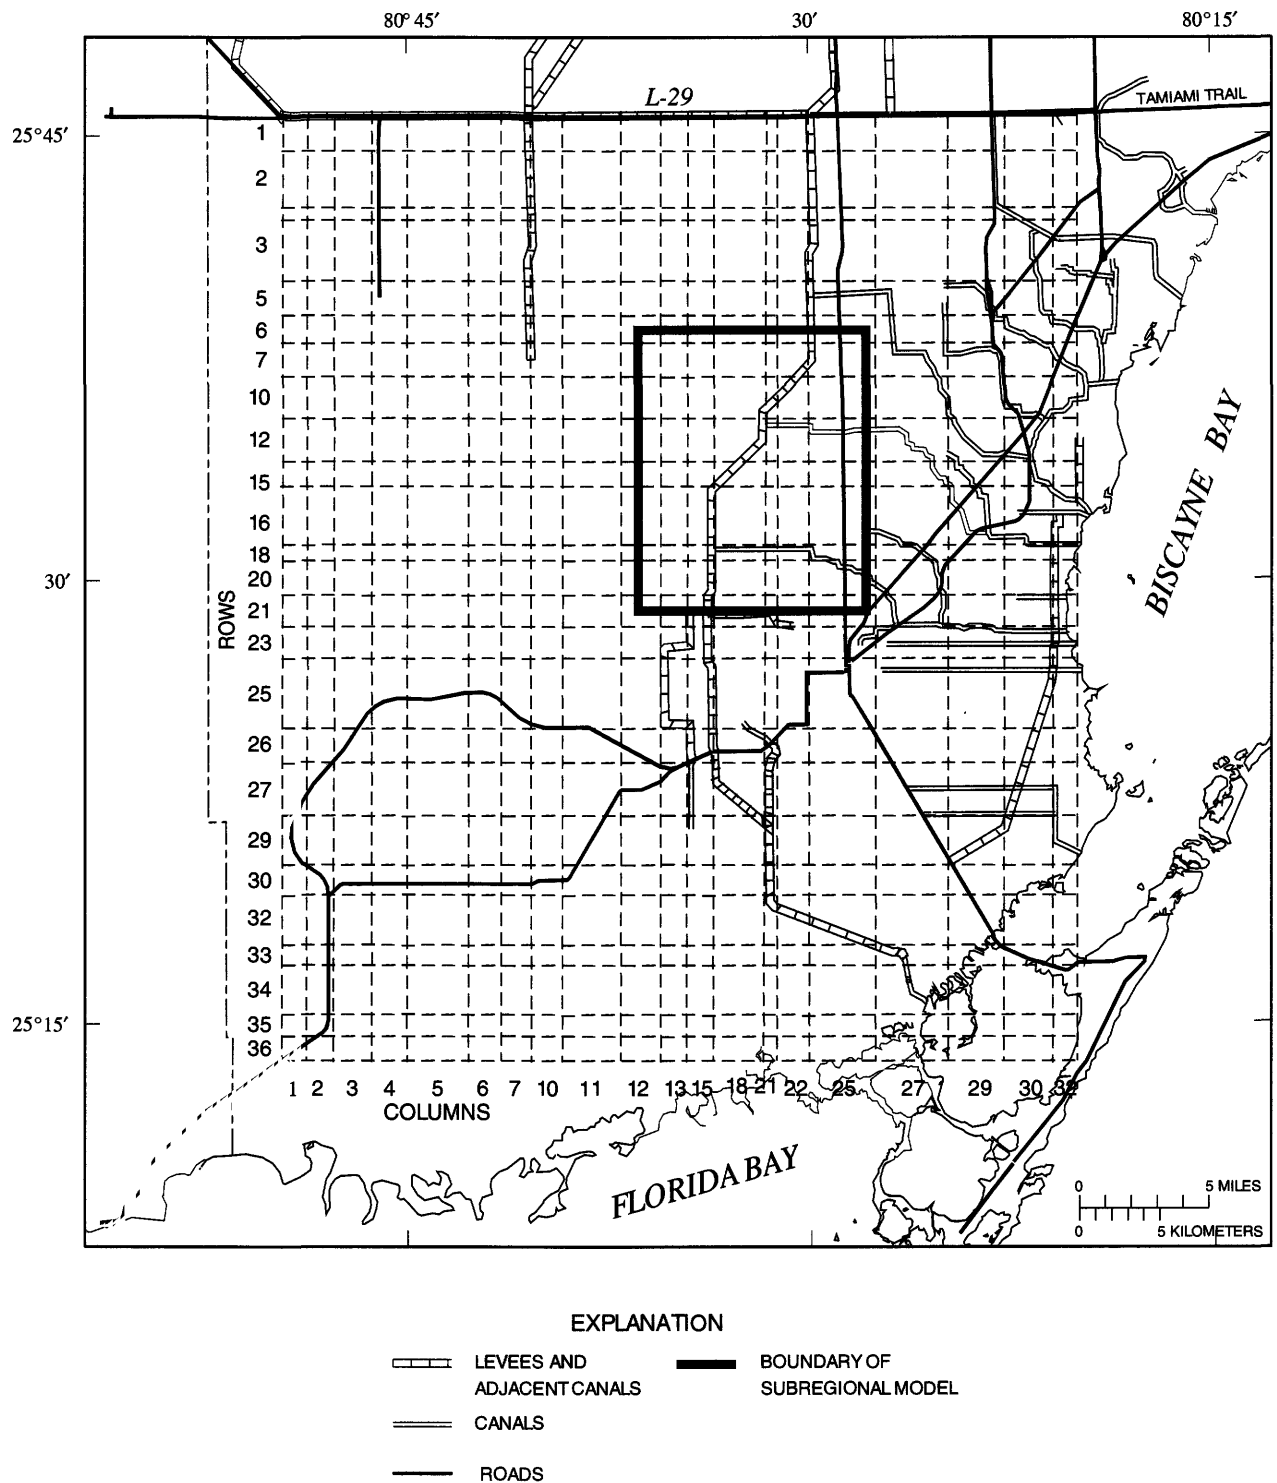 80° 45′
30′
80° 15′
L-29
TAMIAMI TRAIL
25°45′
1
2
3
5
6
7
10
12
15
16
18
30′
20
21
ROWS
23
25
26
27
29
30
32
33
34
25°15′
35
36
1 2 3 4 5 6 7 10 11 12 13 15 18 21 22 25 27 29 30 32
COLUMNS
BISCAYNE BAY
FLORIDA BAY
0 5 MILES
0 5 KILOMETERS
EXPLANATION
LEVEES AND
ADJACENT CANALS
BOUNDARY OF
SUBREGIONAL MODEL
CANALS
ROADS